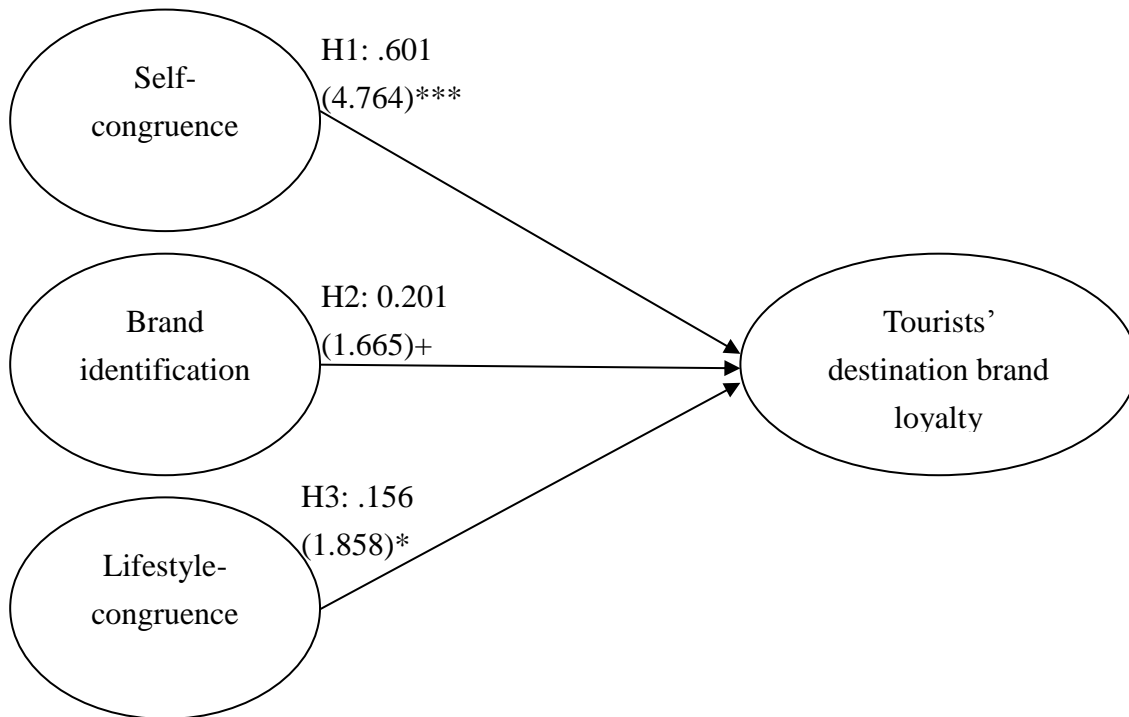 Self-
congruence
H1: .601
(4.764)***
Brand
identification
H2: 0.201
(1.665)+
Lifestyle-
congruence
H3: .156
(1.858)*
Tourists’
destination brand
loyalty